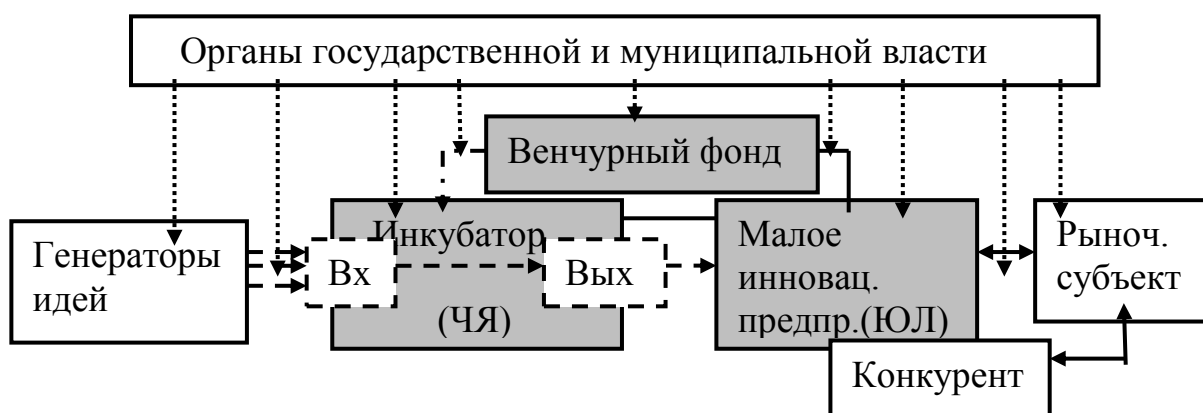 Органы государственной и муниципальной власти
Венчурный фонд
Генераторы
идей
Инкубатор
Вх
Вых
(ЧЯ)
Малое
инновац.
предпр.(ЮЛ)
Рыноч.
субъект
Конкурент